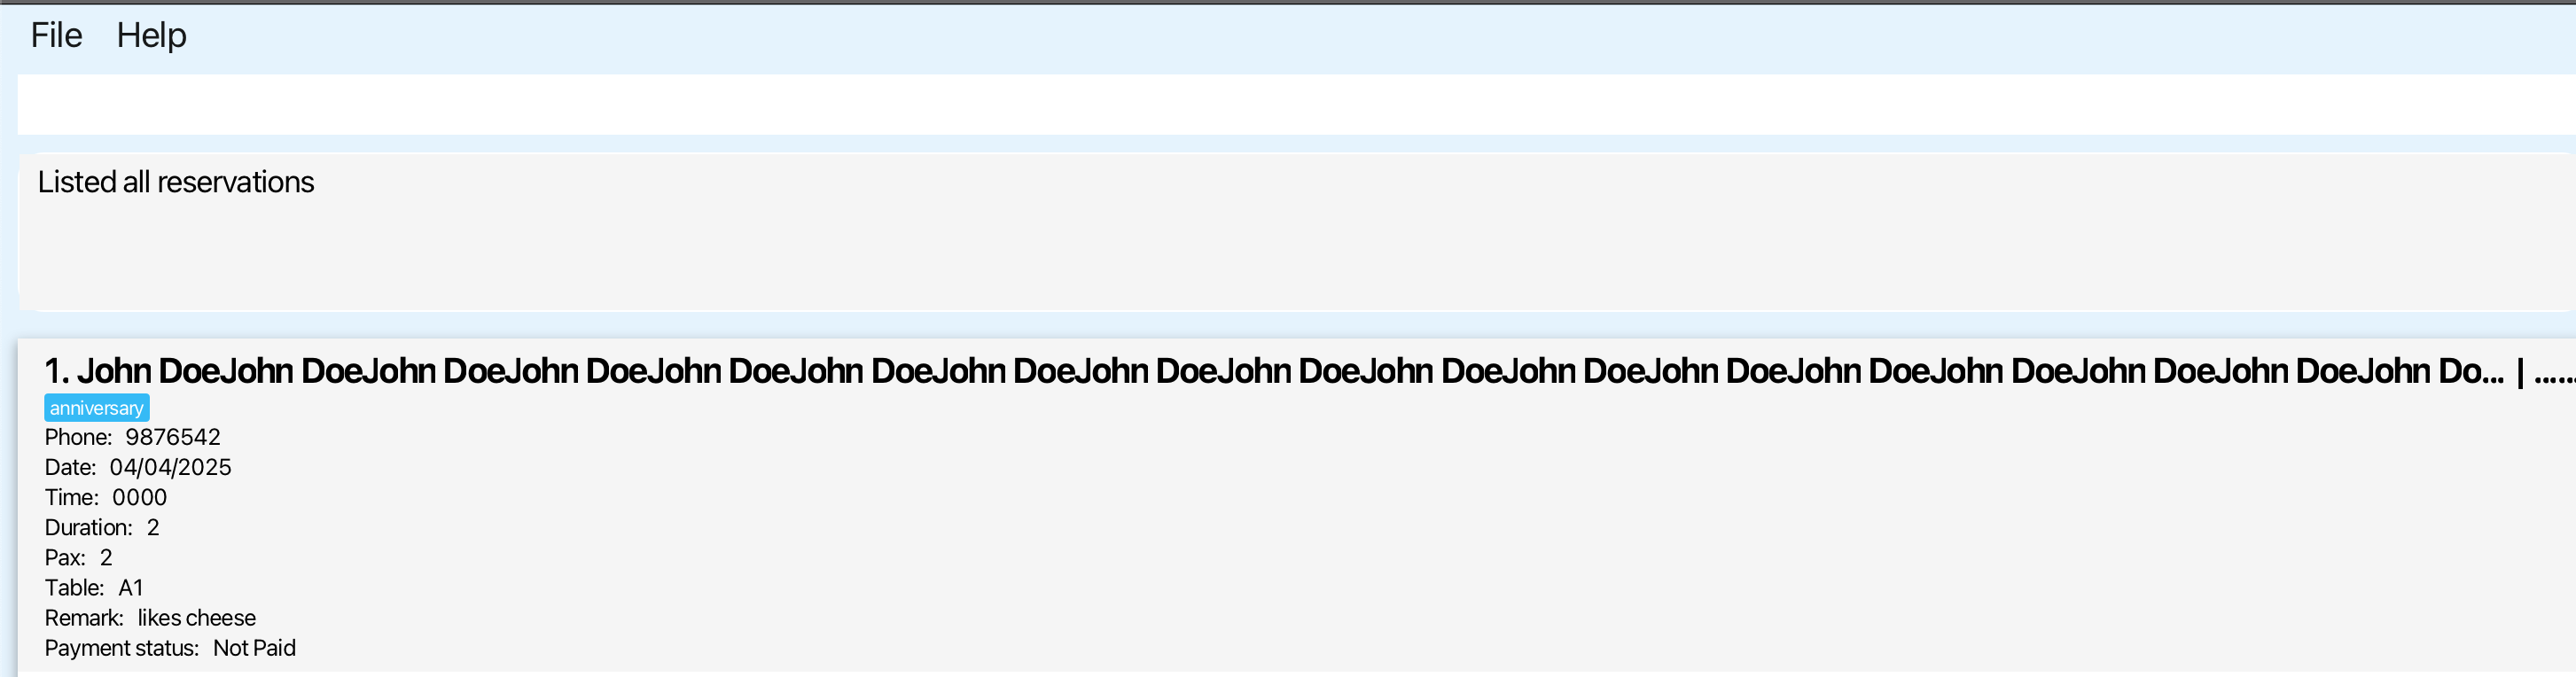 File Help
Listed all reservations
1. John DoeJohn DoeJohn DoeJohn DoeJohn DoeJohn DoeJohn DoeJohn DoeJohn DoeJohn DoeJohn DoeJohn DoeJohn DoeJohn DoeJohn DoeJohn DoeJohn Do... | ......
anniversary
Phone: 9876542
Date: 04/04/2025
Time: 0000
Duration: 2
Pax: 2
Table: A1
Remark: likes cheese
Payment status: Not Paid